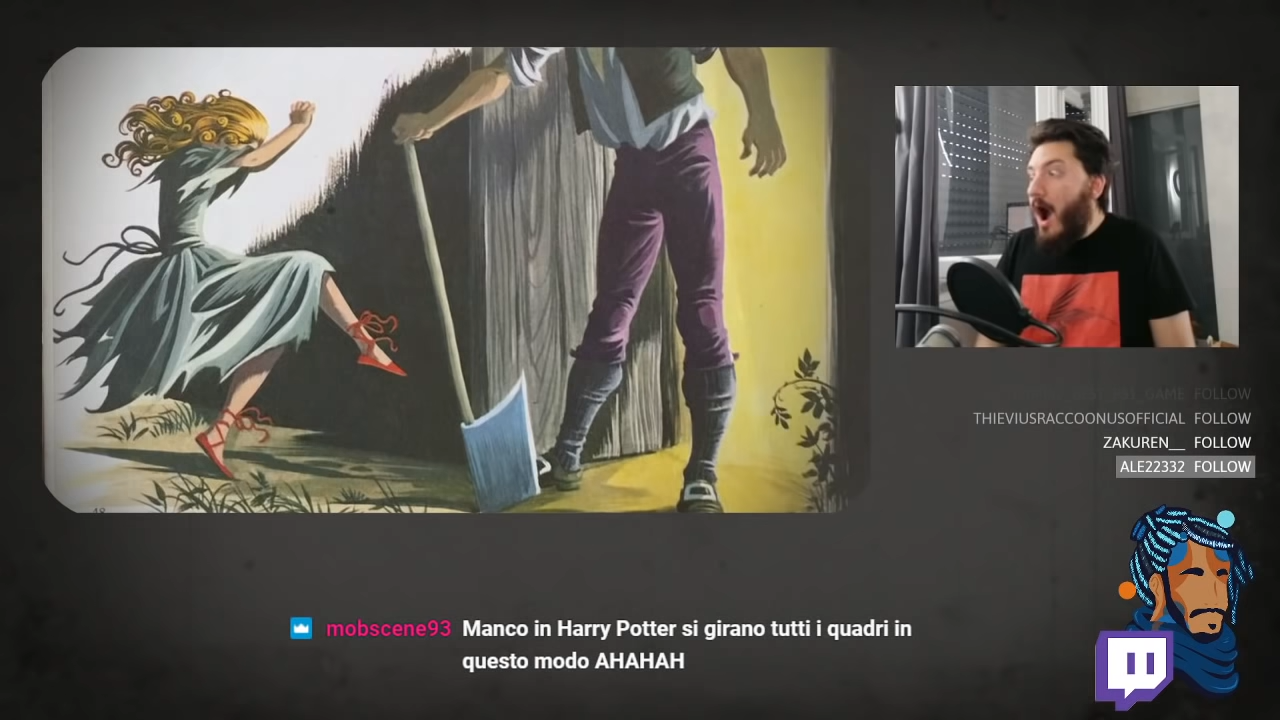 FOLLOW
THIEVIUSRACCOONUSOFFICIAL FOLLOW
ZAKUREN__ FOLLOW
ALE22332 FOLLOW
mobscene93 Manco in Harry Potter si girano tutti i quadri in
questo modo AHAHAH